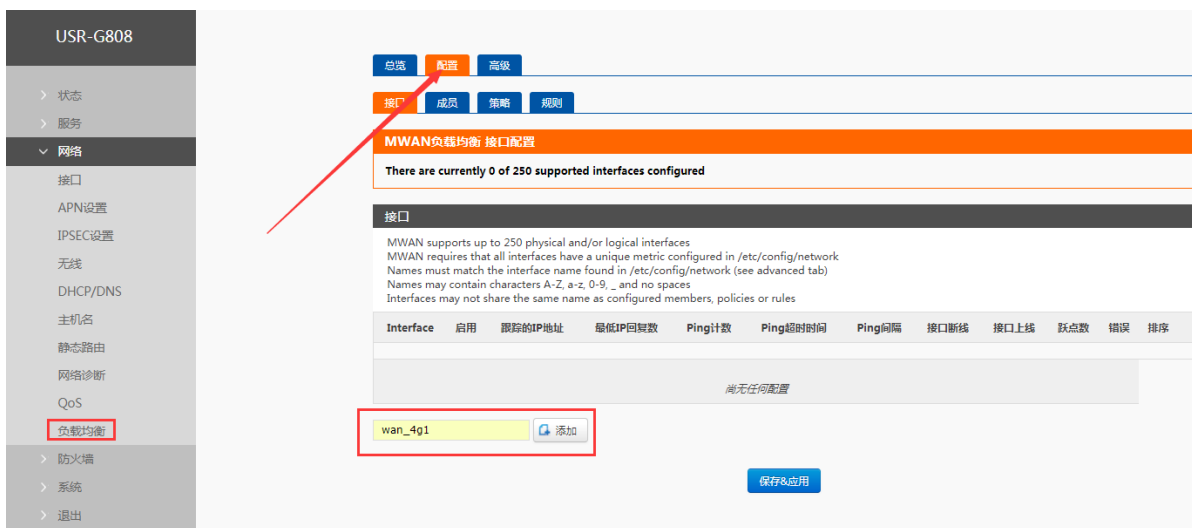 USR-G808
状态
服务
网络
接口
APN设置
IPSEC设置
无线
DHCP/DNS
主机名
静态路由
网络诊断
QoS
负载均衡
防火墙
系统
退出
总览 配置 高级
接口 成员 策略 规则
MWAN负载均衡 接口配置
There are currently 0 of 250 supported interfaces configured
接口
MWAN supports up to 250 physical and/or logical interfaces
MWAN requires that all interfaces have a unique metric configured in /etc/config/network
Names must match the interface name found in /etc/config/network (see advanced tab)
Names may contain characters A-Z, a-z, 0-9, _ and no spaces
Interfaces may not share the same name as configured members, policies or rules
Interface 启用 跟踪的IP地址 最低IP回复数 Ping计数 Ping超时时间 Ping间隔 接口断线 接口上线 跃点数 错误 排序
尚无任何配置
wan_4g1 添加
保存&应用